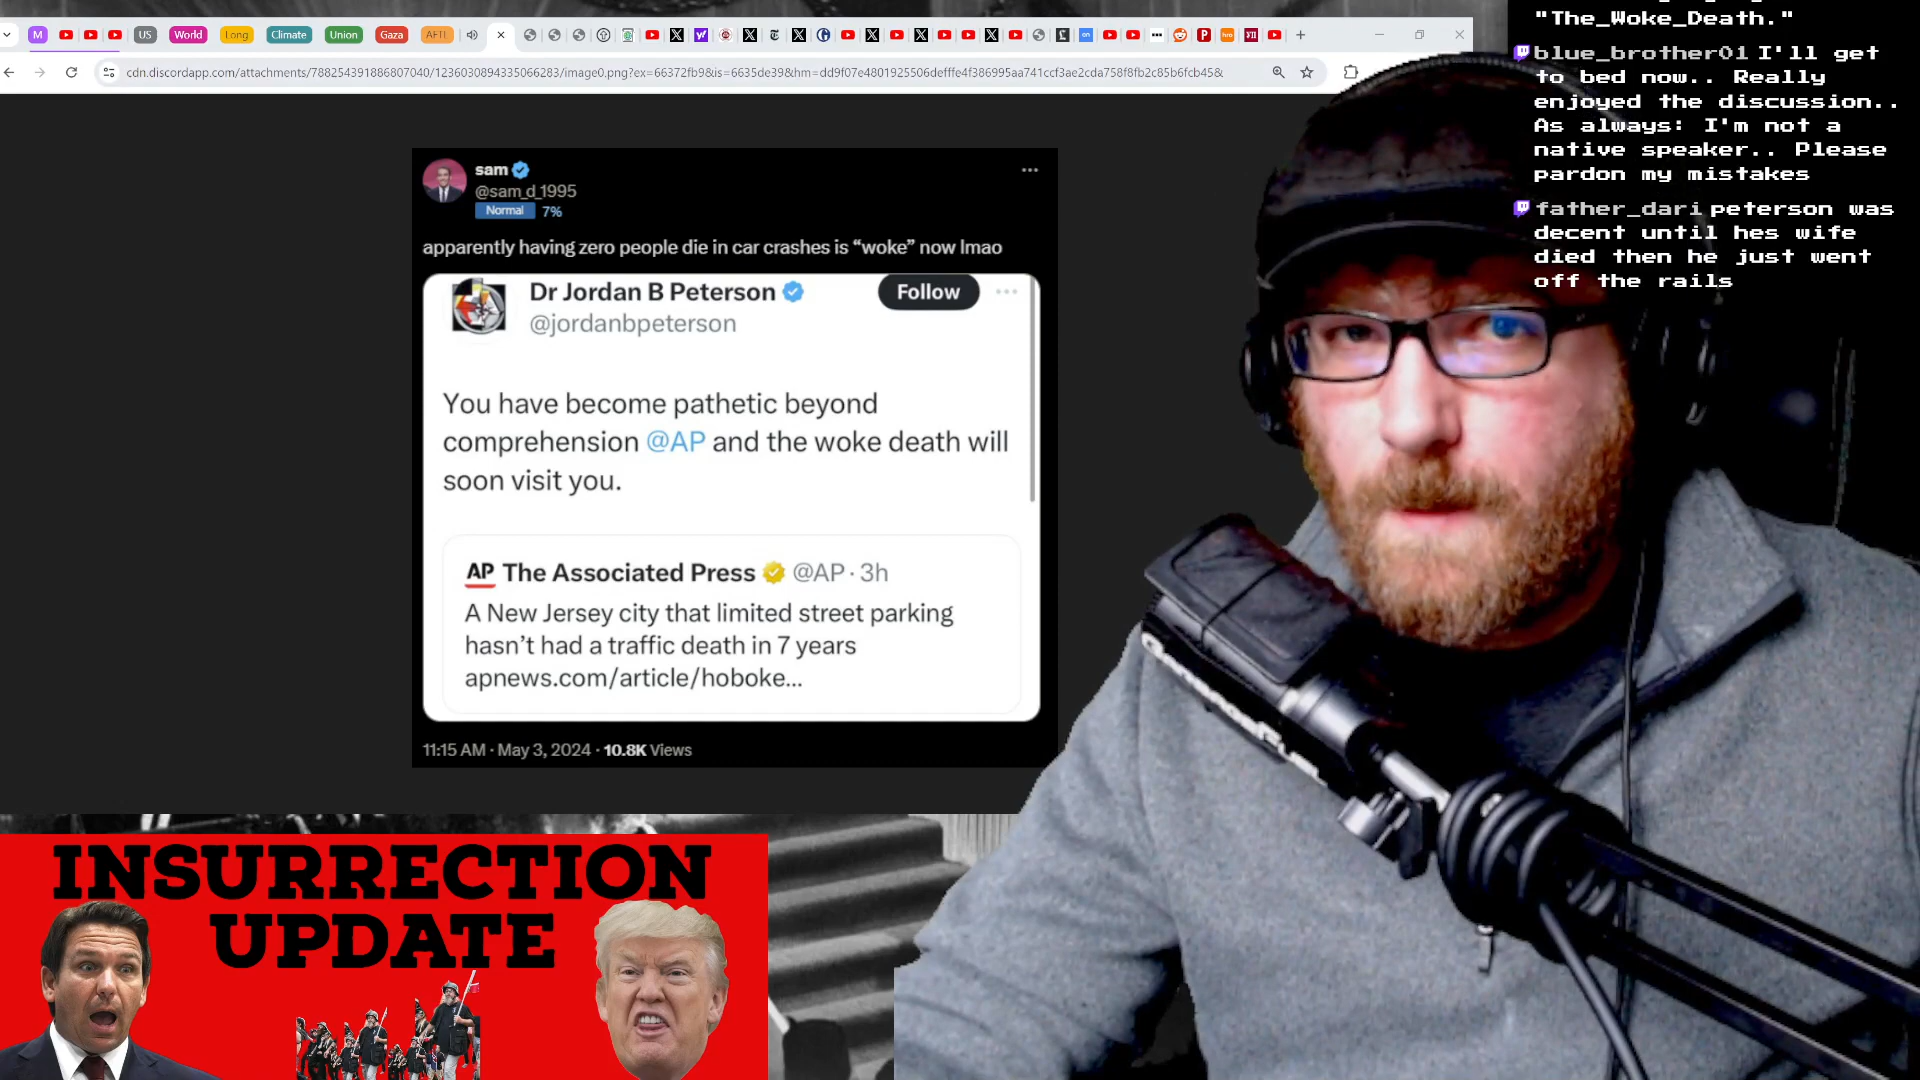 US
World
Long
Climate
Union
Gaza
AFTL
cdn.discordapp.com/attachments/788254391886807040/1236030894335066283/image0.png?ex=66372fb9&is=6635de39&hm=dd9f07e4801925506defffe4f386995aa741ccf3ae2cda758f8fb2c85b6fcb45&
sam
@sam_d_1995
Normal 7%
apparently having zero people die in car crashes is “woke” now lmao
Dr Jordan B Peterson
Follow
@jordanbpeterson
You have become pathetic beyond
comprehension @AP and the woke death will
soon visit you.
AP The Associated Press @AP · 3h
A New Jersey city that limited street parking
hasn’t had a traffic death in 7 years
apnews.com/article/hoboke...
11:15 AM · May 3, 2024 · 10.8K Views
"The_Woke_Death."
blue_brother01 I'll get
to bed now.. Really
enjoyed the discussion..
As always: I'm not a
native speaker.. Please
pardon my mistakes
father_dari peterson was
decent until hes wife
died then he just went
off the rails
INSURRECTION
UPDATE